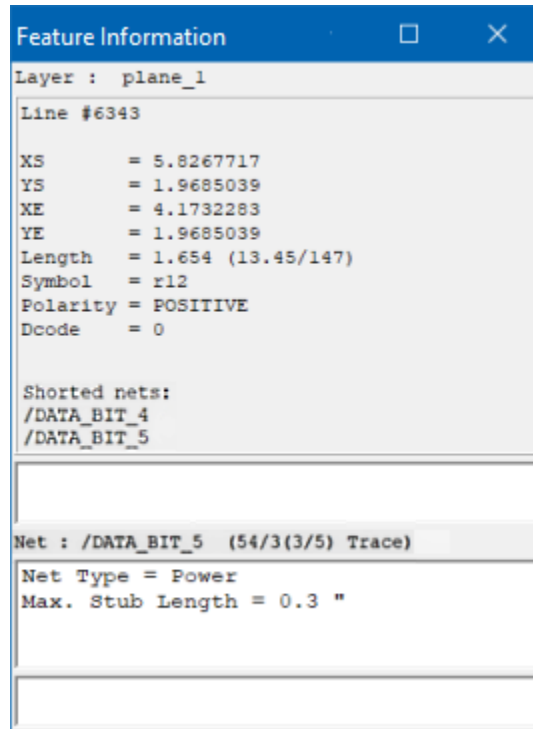 Feature Information
Layer : plane_1
Line #6343
XS = 5.8267717
YS = 1.9685039
XE = 4.1732283
YE = 1.9685039
Length = 1.654 (13.45/147)
Symbol = r12
Polarity = POSITIVE
Dcode = 0
Shorted nets:
/DATA_BIT_4
/DATA_BIT_5
Net : /DATA_BIT_5 (54/3(3/5) Trace)
Net Type = Power
Max. Stub Length = 0.3 "